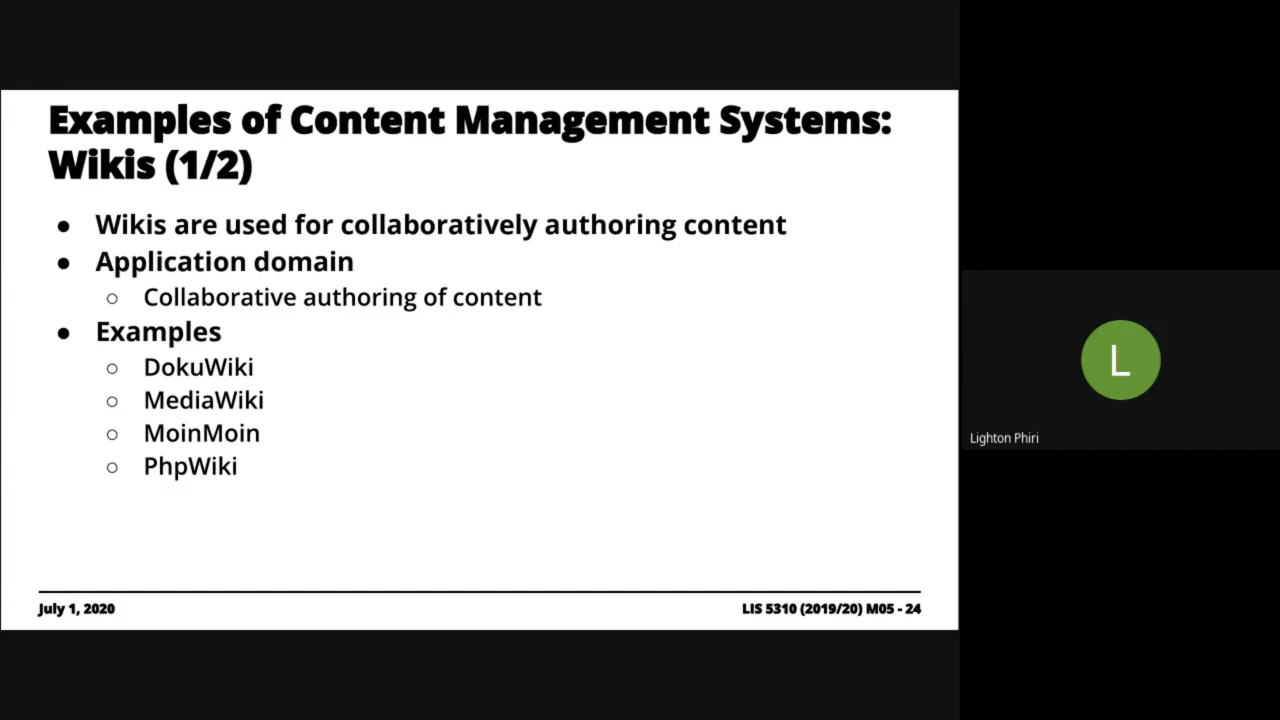 Examples of Content Management Systems:
Wikis (1/2)
● Wikis are used for collaboratively authoring content
● Application domain
○ Collaborative authoring of content
● Examples
○ DokuWiki
○ MediaWiki
○ MoinMoin
○ PhpWiki
July 1, 2020
LIS 5310 (2019/20) M05 - 24
L
Lighton Phiri